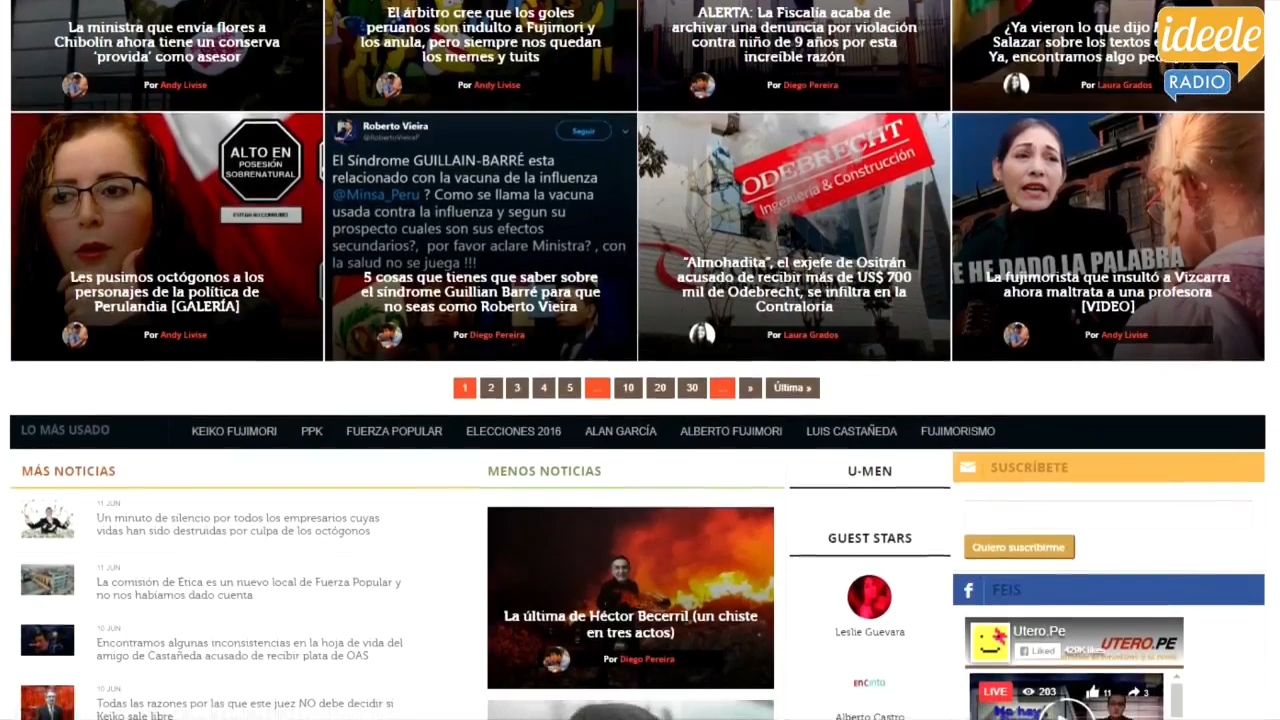 La ministra que envía flores a
Chibolín ahora tiene un conserva
'provida' como asesor
Por Andy Livise
El árbitro cree que los goles
peruanos son indulto a Fujimori y
los anula, pero siempre nos quedan
los memes y tuits
Por Andy Livise
ALERTA: La Fiscalía acaba de
archivar una denuncia por violación
contra niño de 9 años por esta
increíble razón
Por Diego Pereira
¿Ya vieron lo que dijo
Salazar sobre los textos
Ya, encontramos algo
Por Laura Grados
ideele
RADIO
ALTO EN
POSESIÓN
SOBRENATURAL
Les pusimos octógonos a los
personajes de la política de
Perulandia [GALERÍA]
Por Andy Livise
Roberto Vieira
Seguir
El Síndrome GUILLAIN-BARRÉ esta
relacionado con la vacuna de la influenza
@Minsa_Peru ? Como se llama la vacuna
usada contra la influenza y segun su
prospecto cuales son sus efectos
secundarios?, por favor aclare Ministra? , con
la salud no se juega !!!
5 cosas que tienes que saber sobre
el síndrome Guillian Barré para que
no seas como Roberto Vieira
Por Diego Pereira
ODEBRECHT
Ingeniería & Construcción
"Almohadita", el exjefe de Ositrán
acusado de recibir más de US$ 700
mil de Odebrecht, se infiltra en la
Contraloría
Por Laura Grados
HE DADO LA PALABRA
La fujimorista que insultó a Vizcarra
ahora maltrata a una profesora
[VIDEO]
Por Andy Livise
1 2 3 4 5 ... 10 20 30 ... » Última »
LO MÁS USADO KEIKO FUJIMORI PPK FUERZA POPULAR ELECCIONES 2016 ALAN GARCÍA ALBERTO FUJIMORI LUIS CASTAÑEDA FUJIMORISMO
MÁS NOTICIAS
11 JUN
Un minuto de silencio por todos los empresarios cuyas
vidas han sido destruidas por culpa de los octógonos
11 JUN
La comisión de Ética es un nuevo local de Fuerza Popular y
no nos habíamos dado cuenta
10 JUN
Encontramos algunas inconsistencias en la hoja de vida del
amigo de Castañeda acusado de recibir plata de OAS
10 JUN
Todas las razones por las que este juez NO debe decidir si
Keiko sale libre
MENOS NOTICIAS
La última de Héctor Becerril (un chiste
en tres actos)
Por Diego Pereira
U-MEN
GUEST STARS
Leslie Guevara
ENCinta
Alberto Castro
SUSCRÍBETE
Quiero suscribirme
FEIS
Utero.Pe
Liked
UTERO.PE
LIVE 203 11 3
No hay